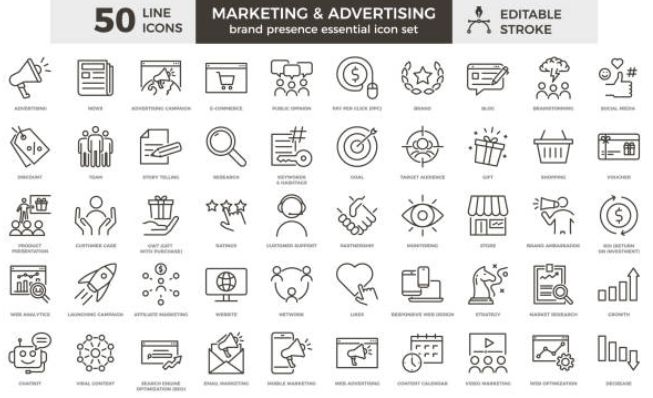 50 LINE ICONS
MARKETING & ADVERTISING
brand presence essential icon set
EDITABLE STROKE
ADVERTISING
NEWS
ADVERTISING CAMPAIGN
E-COMMERCE
PUBLIC OPINION
PAY PER CLICK (PPC)
BRAND
BLOG
BRAINSTORMING
SOCIAL MEDIA
DISCOUNT
TEAM
STORY TELLING
RESEARCH
KEYWORDS
& HASHTAGS
GOAL
TARGET AUDIENCE
GIFT
SHOPPING
VOUCHER
PRODUCT
PRESENTATION
CUSTOMER CARE
GWP (GIFT
WITH PURCHASE)
RATINGS
CUSTOMER SUPPORT
PARTNERSHIP
MONITORING
STORE
BRAND AMBASSADOR
ROI (RETURN
ON INVESTMENT)
WEB ANALYTICS
LAUNCHING CAMPAIGN
AFFILIATE MARKETING
WEBSITE
NETWORK
LIKES
RESPONSIVE WEB DESIGN
STRATEGY
MARKET RESEARCH
GROWTH
CHATBOT
VIRAL CONTENT
SEARCH ENGINE
OPTIMIZATION (SEO)
EMAIL MARKETING
MOBILE MARKETING
WEB ADVERTISING
CONTENT CALENDAR
VIDEO MARKETING
WEB OPTIMIZATION
DECREASE